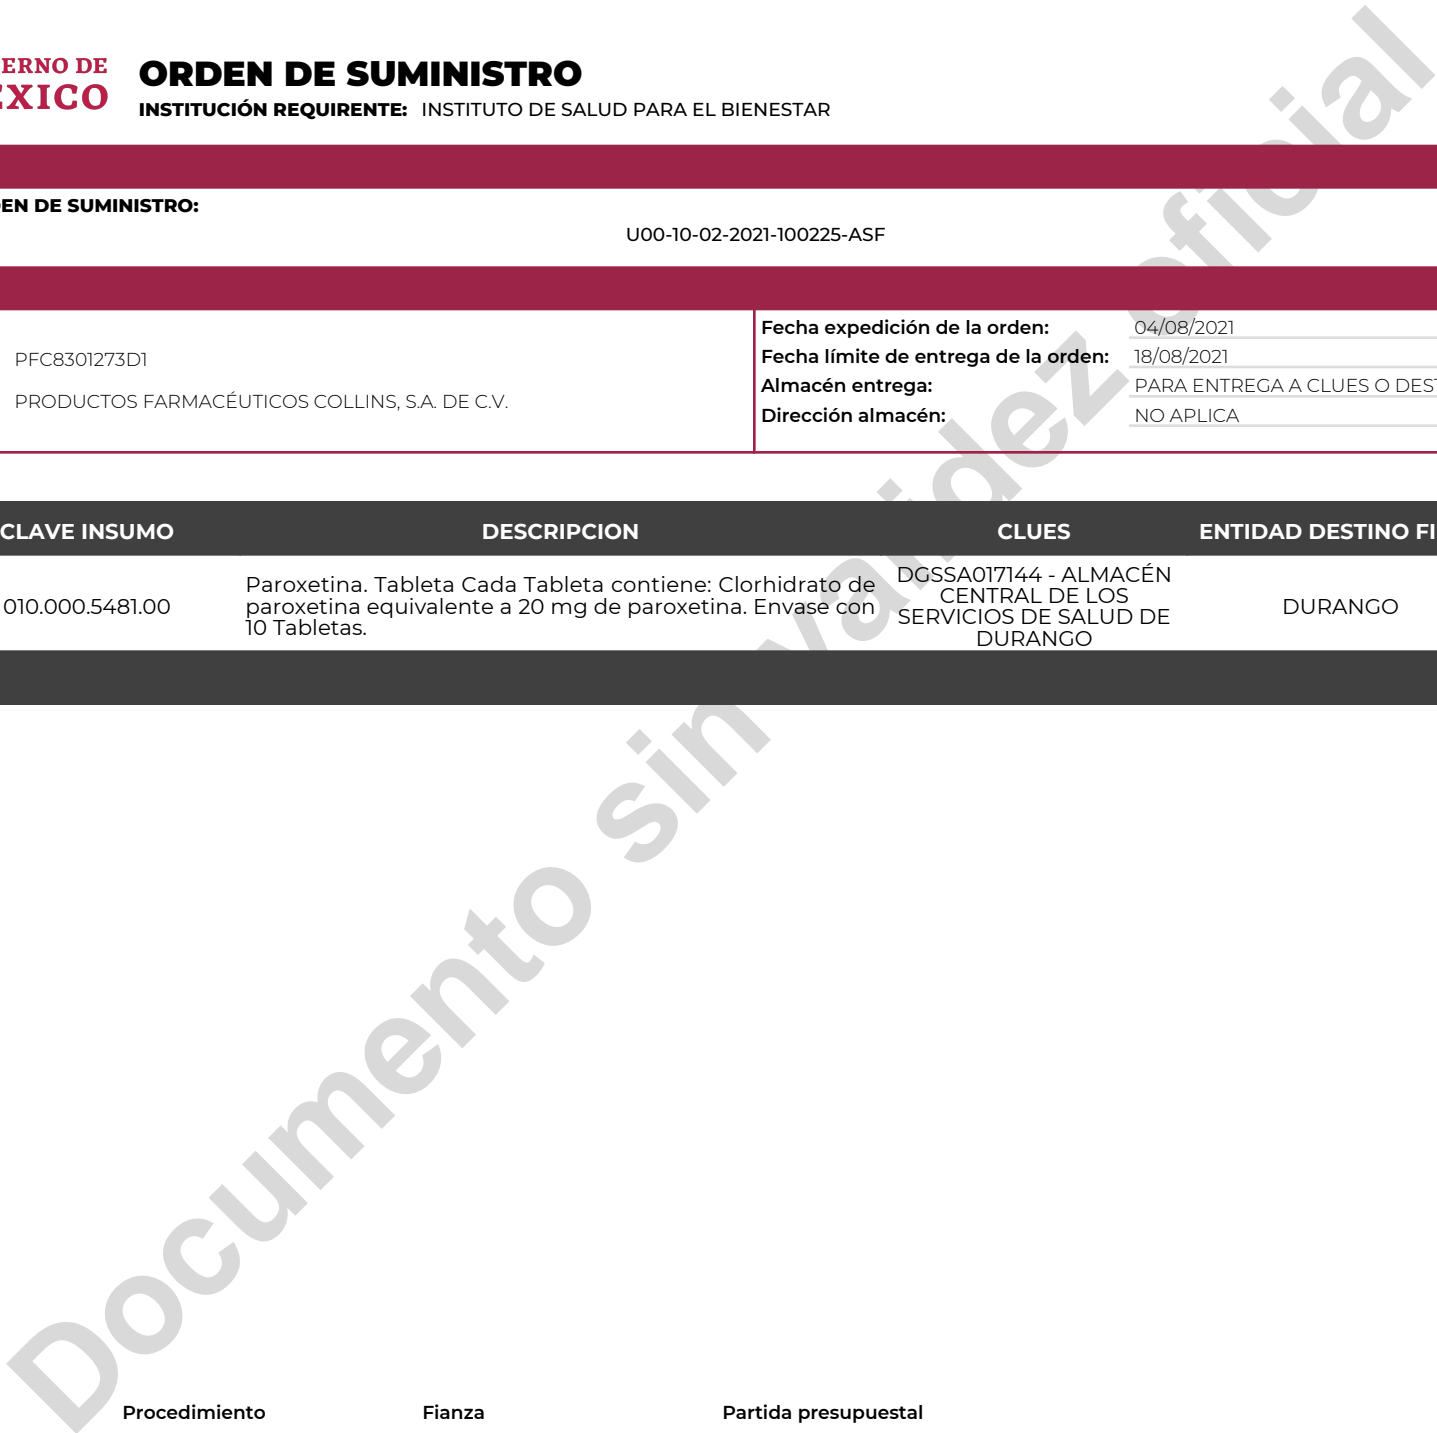 ERNO DE
ÉXICO
ORDEN DE SUMINISTRO
INSTITUCIÓN REQUIRENTE: INSTITUTO DE SALUD PARA EL BIENESTAR
EN DE SUMINISTRO:
U00-10-02-2021-100225-ASF
PFC8301273D1
PRODUCTOS FARMACÉUTICOS COLLINS, S.A. DE C.V.
Fecha expedición de la orden: 04/08/2021
Fecha límite de entrega de la orden: 18/08/2021
Almacén entrega: PARA ENTREGA A CLUES O DEST
Dirección almacén: NO APLICA
CLAVE INSUMO DESCRIPCION CLUES ENTIDAD DESTINO FI
010.000.5481.00
Paroxetina. Tableta Cada Tableta contiene: Clorhidrato de
paroxetina equivalente a 20 mg de paroxetina. Envase con
10 Tabletas.
DGSSA017144 - ALMACÉN
CENTRAL DE LOS
SERVICIOS DE SALUD DE
DURANGO
DURANGO
Documento sin validez oficial
Procedimiento Fianza Partida presupuestal